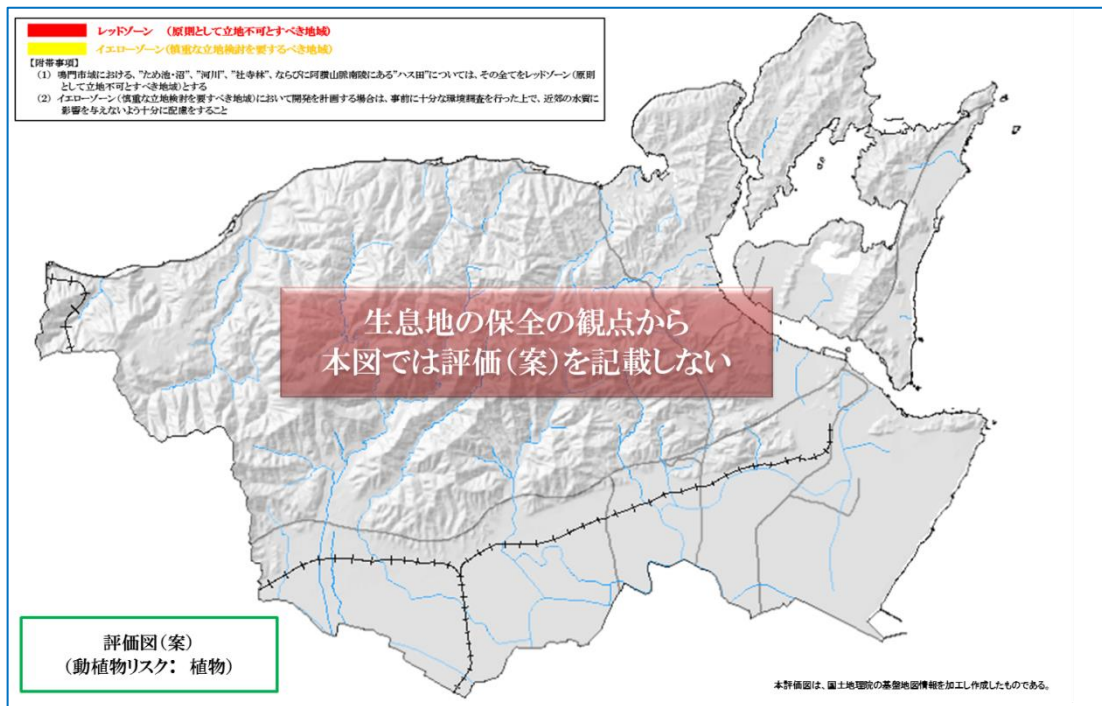 レッドゾーン （原則として立地不可とすべき地域）
イエローゾーン（慎重な立地検討を要するべき地域）
【附帯事項】
（1） 鳴門市域における、”ため池・沼”、”河川”、”社寺林”、ならびに阿讃山脈南陵にある”ハス田”については、その全てをレッドゾーン（原則
として立地不可とすべき地域）とする
（2） イエローゾーン（慎重な立地検討を要すべき地域）において開発を計画する場合は、事前に十分な環境調査を行った上で、近郊の水質に
影響を与えないよう十分に配慮をすること
生息地の保全の観点から
本図では評価（案）を記載しない
評価図（案）
（動植物リスク： 植物）
本評価図は、国土地理院の基盤地図情報を加工し作成したものである。